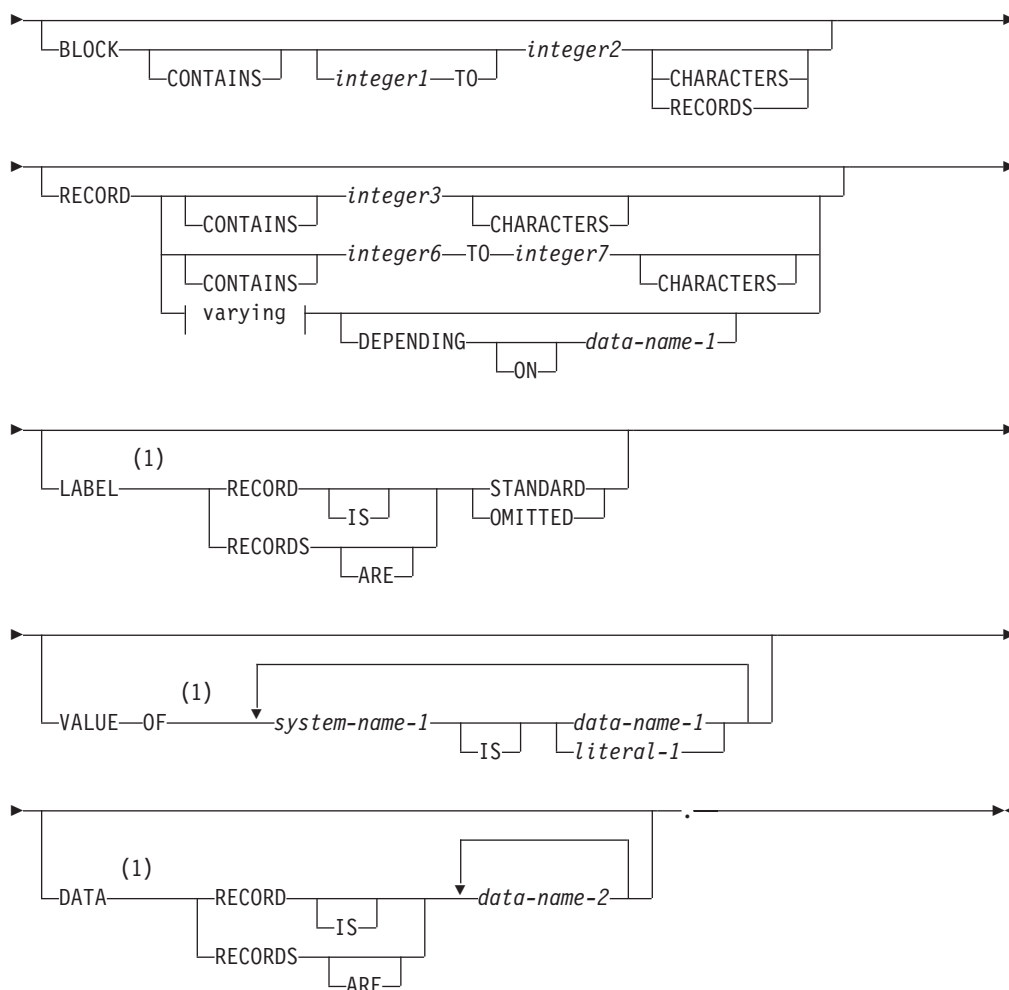 BLOCK CONTAINS integer1 TO integer2 CHARACTERS
RECORDS
RECORD CONTAINS integer3 CHARACTERS
CONTAINS integer6 TO integer7 CHARACTERS
varying DEPENDING ON data-name-1
(1)
LABEL RECORD IS STANDARD
OMITTED
RECORDS ARE
(1)
VALUE OF system-name-1 IS data-name-1
literal-1
.
(1)
DATA RECORD IS data-name-2
RECORDS ARE